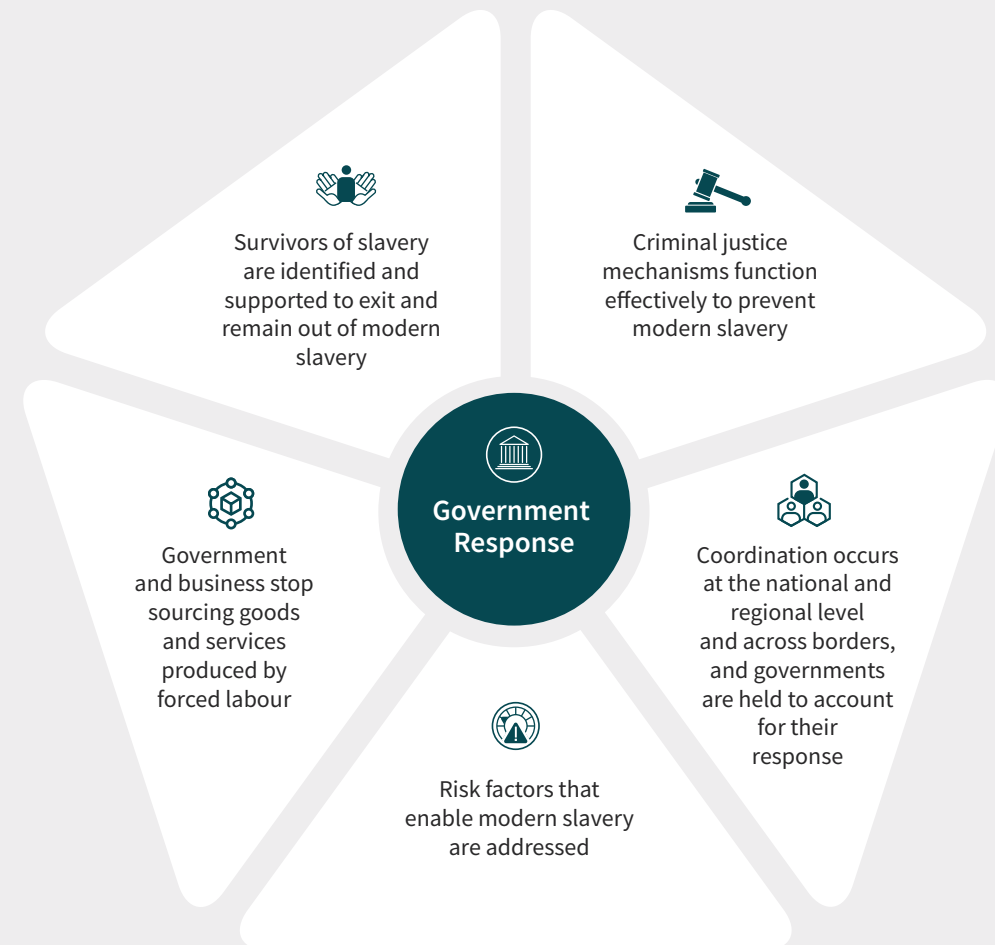 Survivors of slavery
are identified and
supported to exit and
remain out of modern
slavery
Criminal justice
mechanisms function
effectively to prevent
modern slavery
Government
Response
Government
and business stop
sourcing goods
and services
produced by
forced labour
Coordination occurs
at the national and
regional level
and across borders,
and governments
are held to account
for their
response
Risk factors that
enable modern slavery
are addressed